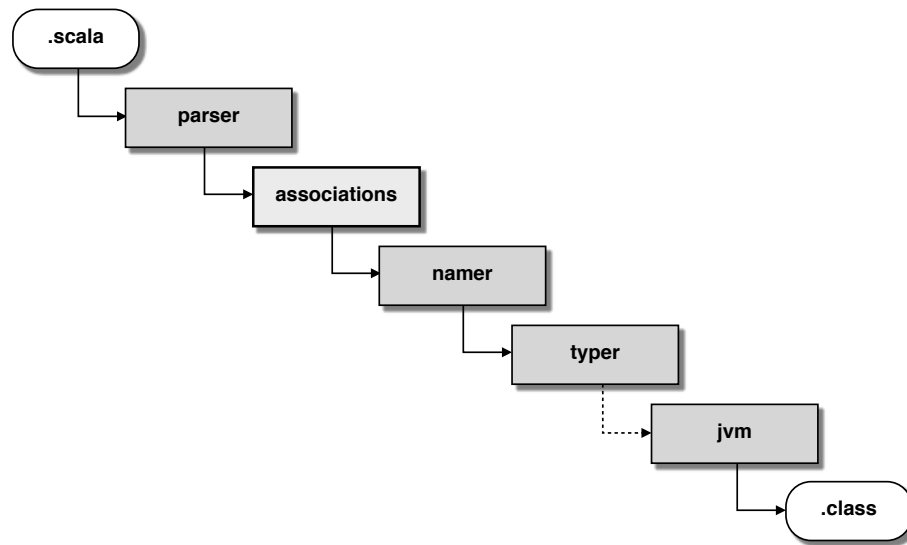 .scala
parser
associations
namer
typer
jvm
.class